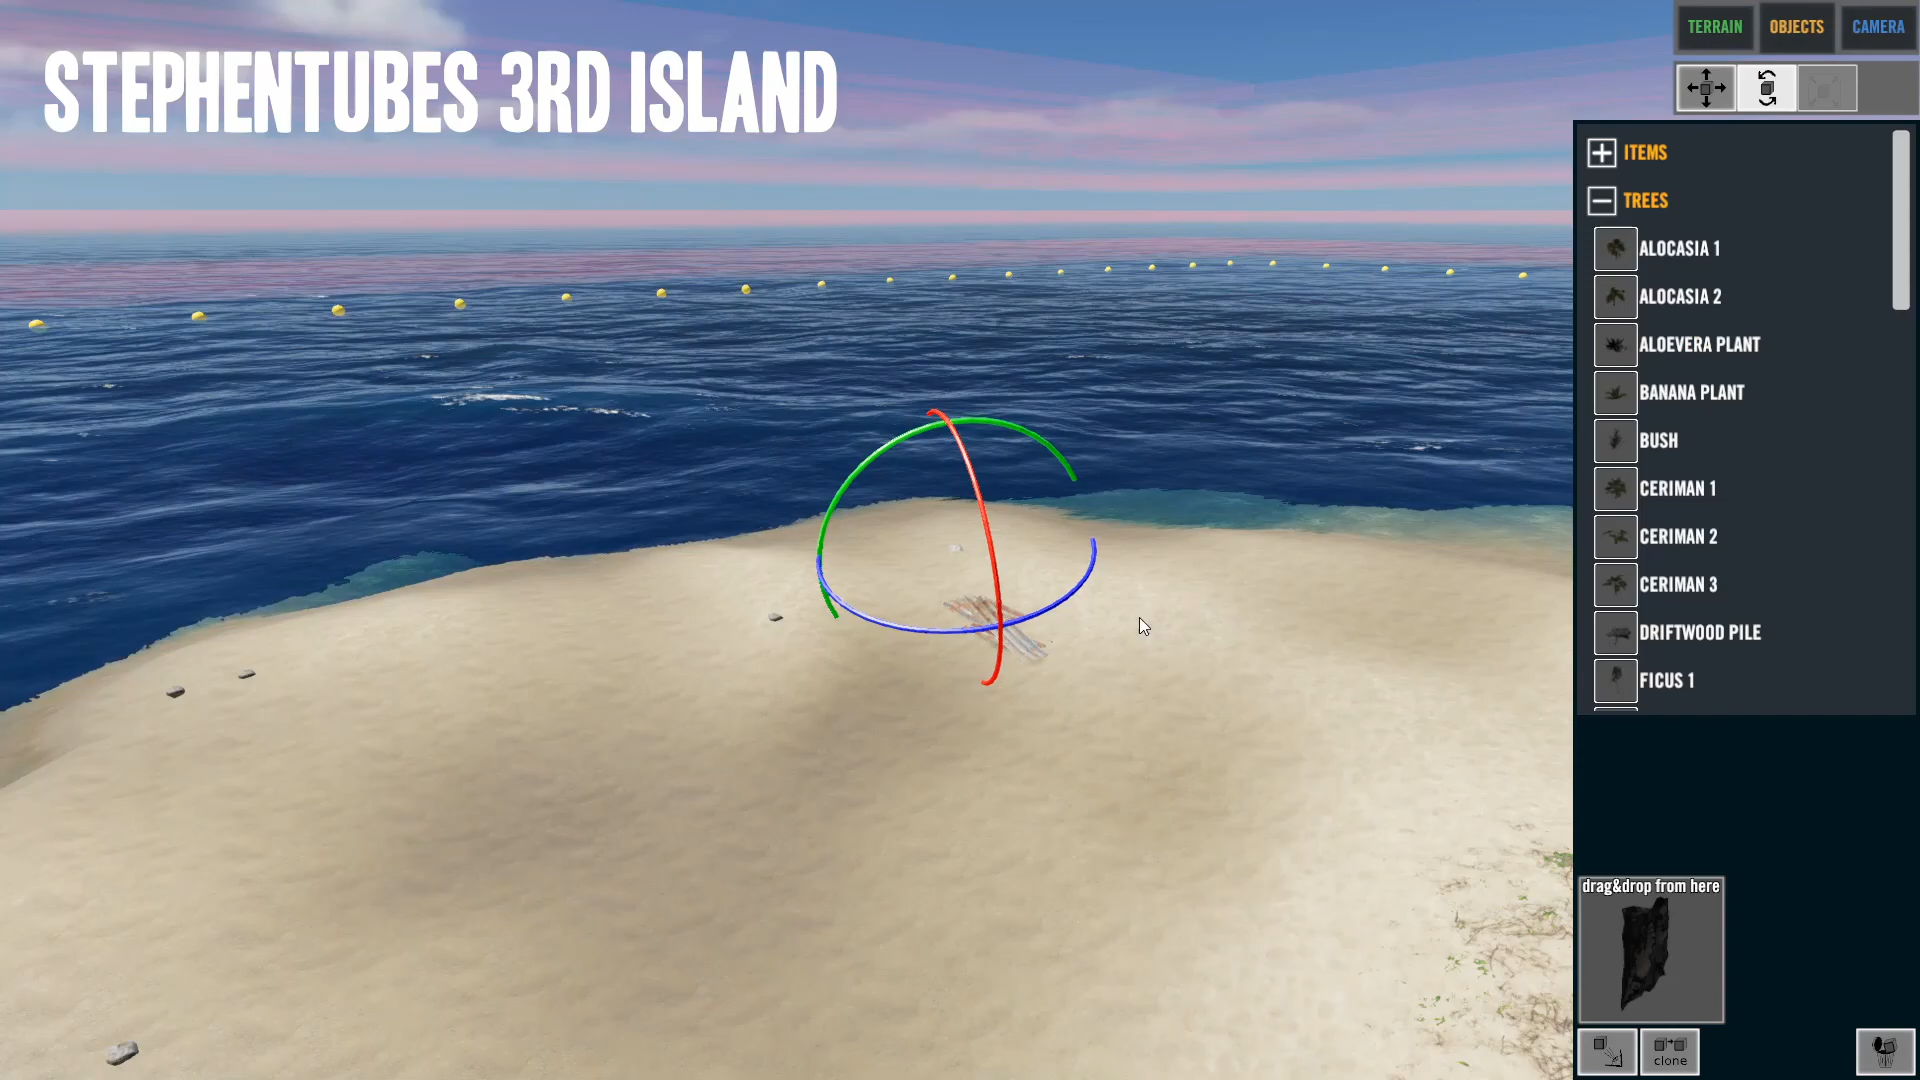 STEPHENTUBES 3RD ISLAND
TERRAIN
OBJECTS
CAMERA
ITEMS
TREES
ALOCASIA 1
ALOCASIA 2
ALOEVERA PLANT
BANANA PLANT
BUSH
CERIMAN 1
CERIMAN 2
CERIMAN 3
DRIFTWOOD PILE
FICUS 1
drag&drop from here
clone